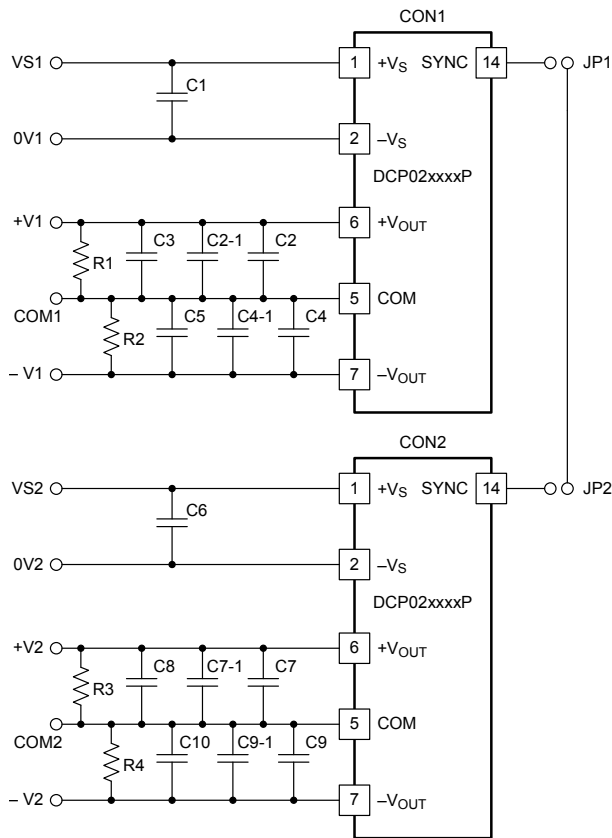 CON1
VS1
C1
1
+VS
SYNC
14
JP1
0V1
2
–VS
DCP02xxxxP
+V1
R1
C3
C2-1
C2
6
+VOUT
COM1
R2
C5
C4-1
C4
5
COM
– V1
7
–VOUT
CON2
VS2
C6
1
+VS
SYNC
14
JP2
0V2
2
–VS
DCP02xxxxP
+V2
R3
C8
C7-1
C7
6
+VOUT
COM2
R4
C10
C9-1
C9
5
COM
– V2
7
–VOUT